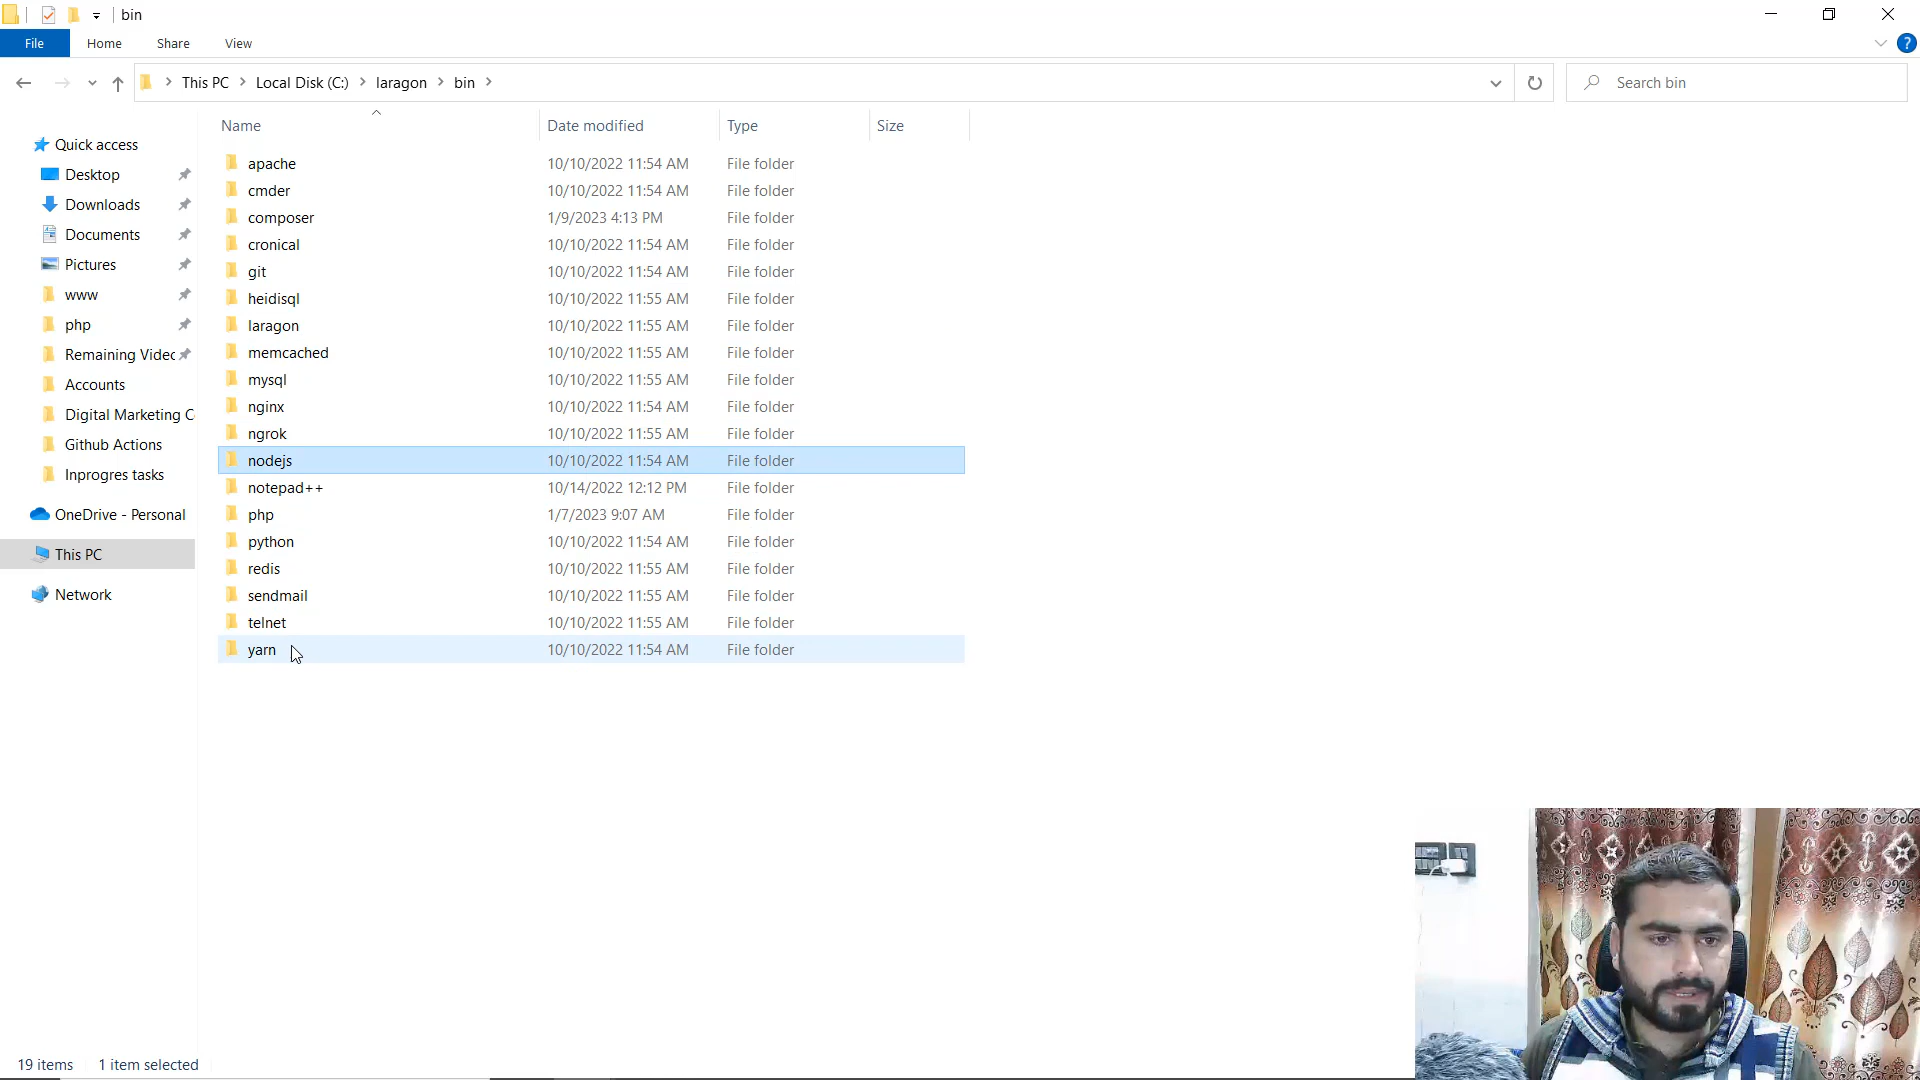 bin
File
Home
Share
View
?
This PC
Local Disk (C:)
laragon
bin
Search bin
Name
Date modified
Type
Size
Quick access
Desktop
Downloads
Documents
Pictures
www
php
Remaining Videc
Accounts
Digital Marketing C
Github Actions
Inprogres tasks
OneDrive - Personal
This PC
Network
apache 10/10/2022 11:54 AM File folder
cmder 10/10/2022 11:54 AM File folder
composer 1/9/2023 4:13 PM File folder
cronical 10/10/2022 11:54 AM File folder
git 10/10/2022 11:54 AM File folder
heidisql 10/10/2022 11:55 AM File folder
laragon 10/10/2022 11:55 AM File folder
memcached 10/10/2022 11:55 AM File folder
mysql 10/10/2022 11:55 AM File folder
nginx 10/10/2022 11:54 AM File folder
ngrok 10/10/2022 11:55 AM File folder
nodejs 10/10/2022 11:54 AM File folder
notepad++ 10/14/2022 12:12 PM File folder
php 1/7/2023 9:07 AM File folder
python 10/10/2022 11:54 AM File folder
redis 10/10/2022 11:55 AM File folder
sendmail 10/10/2022 11:55 AM File folder
telnet 10/10/2022 11:55 AM File folder
yarn 10/10/2022 11:54 AM File folder
19 items 1 item selected